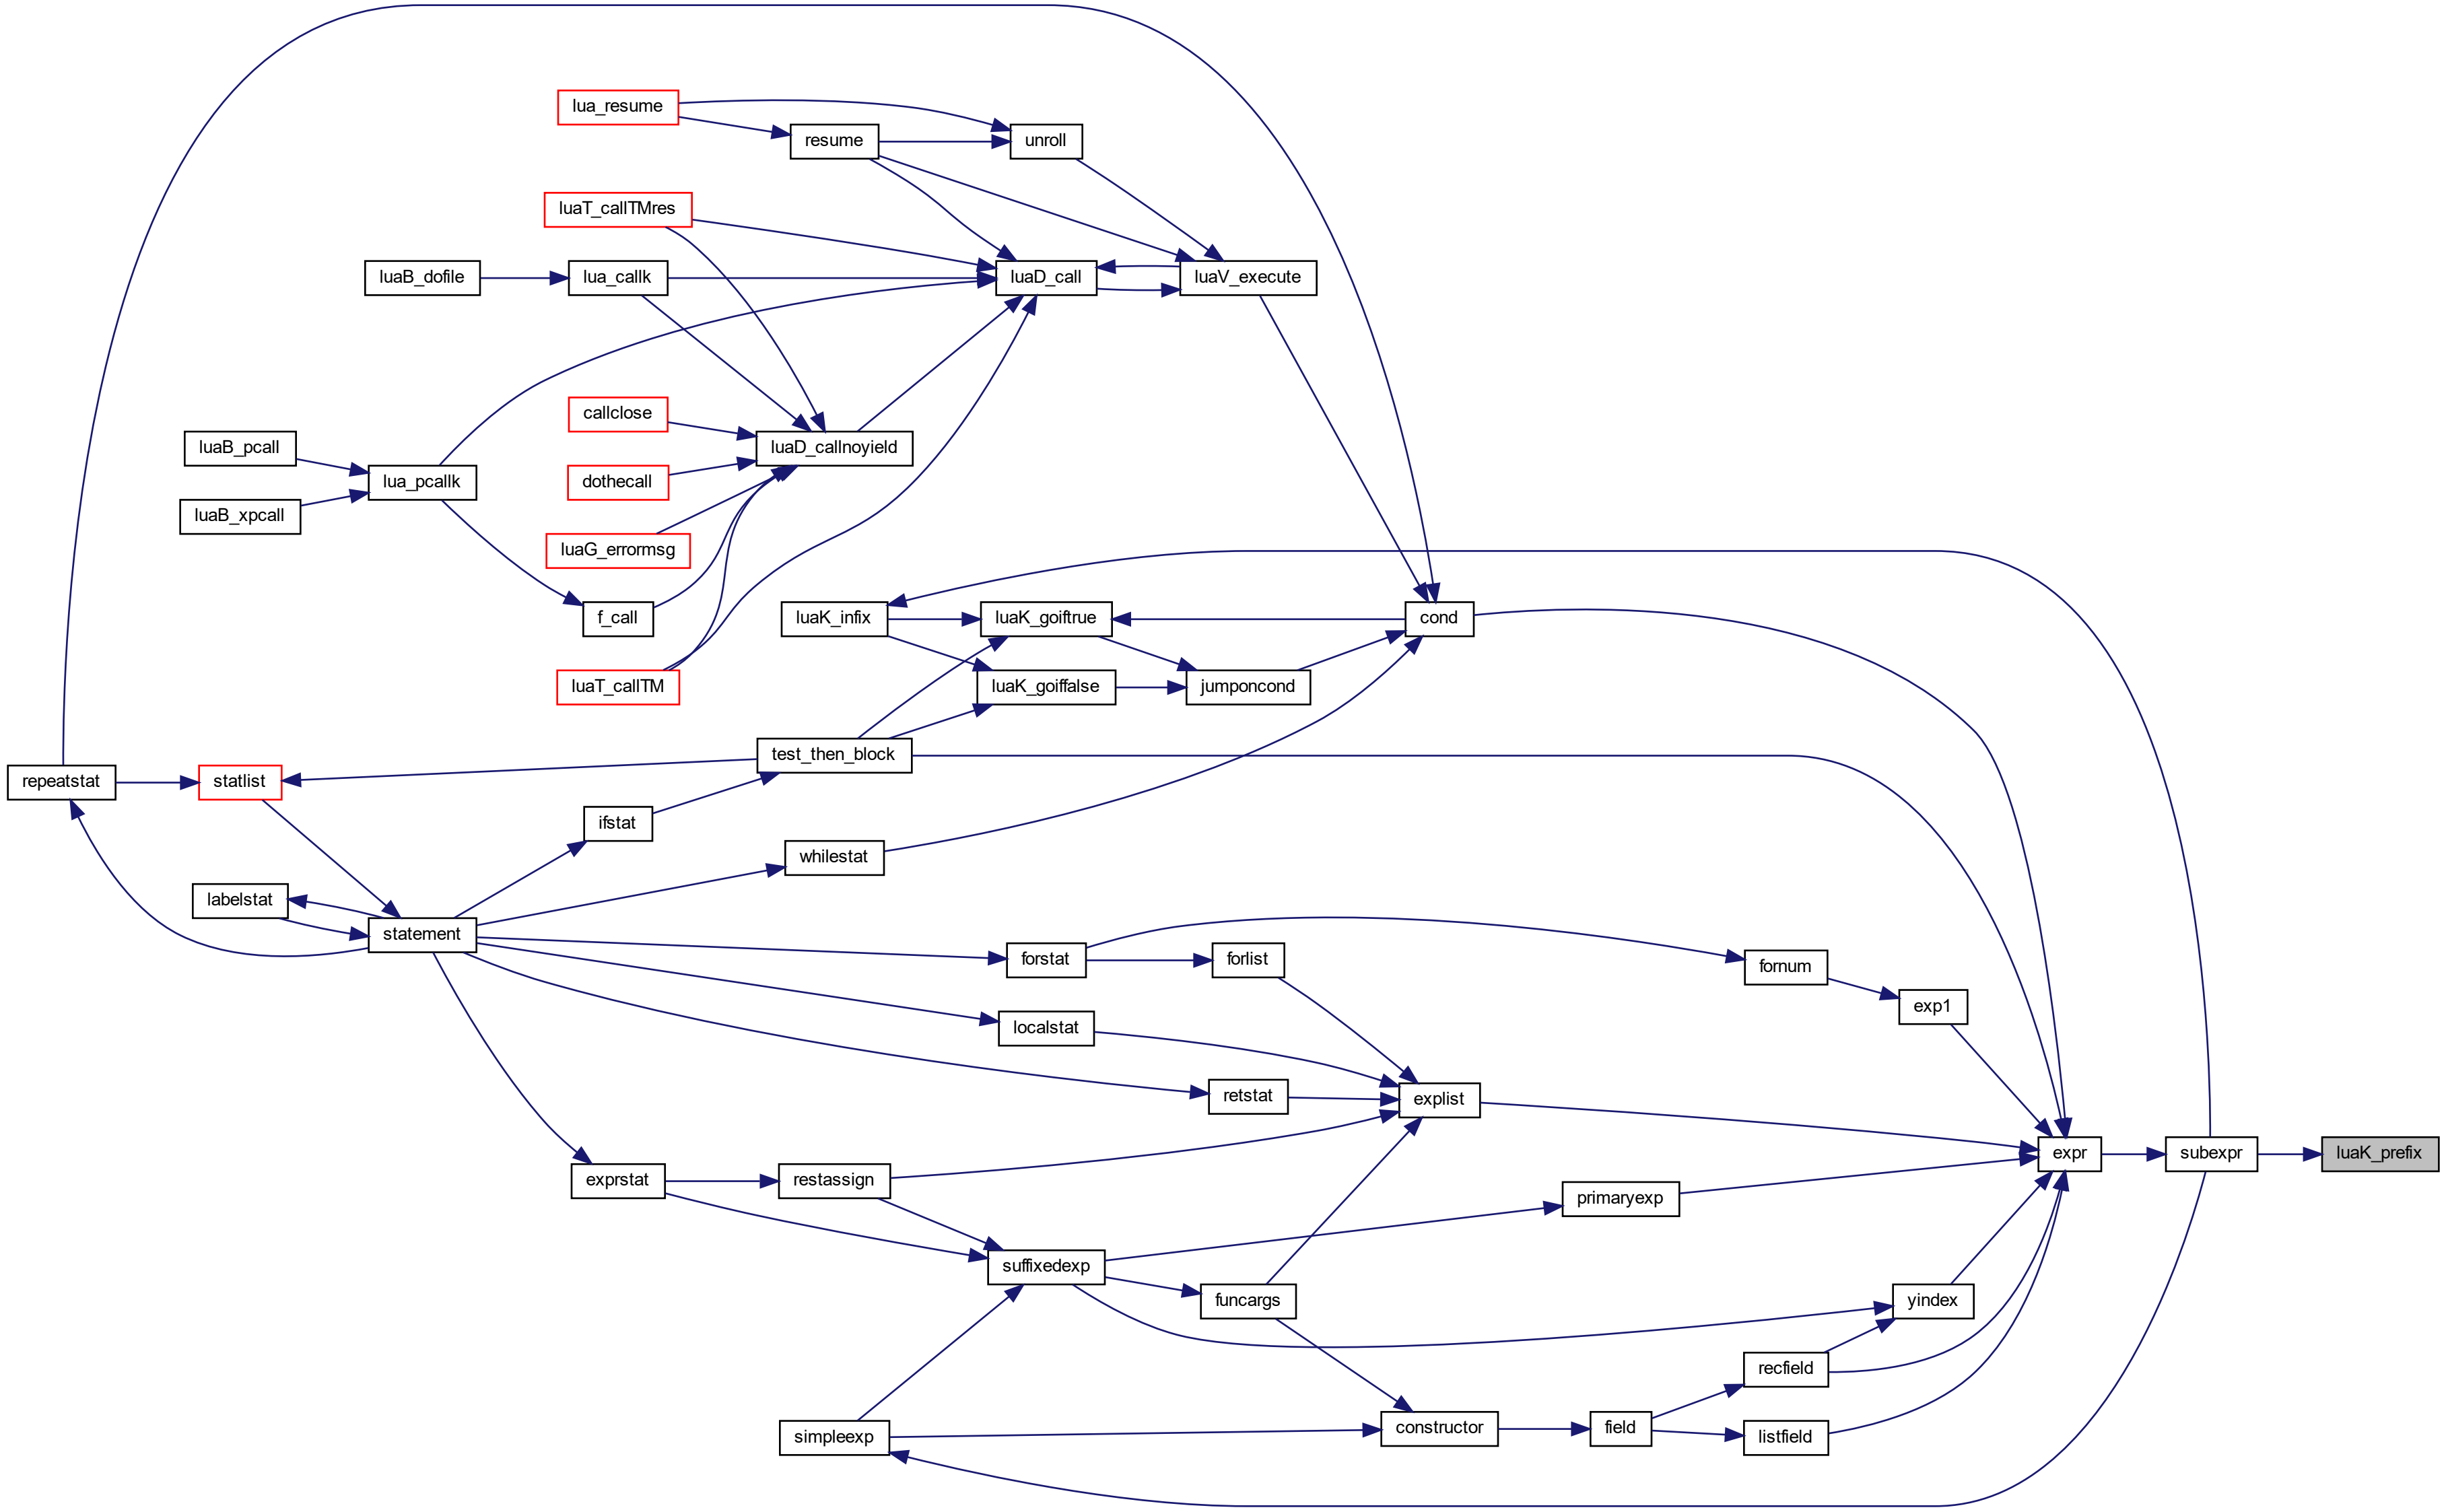 lua_resume
resume
unroll
luaT_callTMres
luaB_dofile
lua_callk
luaD_call
luaV_execute
callclose
luaB_pcall
luaD_callnoyield
lua_pcallk
dothecall
luaB_xpcall
luaG_errormsg
f_call
luaK_infix
luaK_goiftrue
cond
luaT_callTM
luaK_goiffalse
jumponcond
test_then_block
repeatstat
statlist
ifstat
whilestat
labelstat
statement
forstat
forlist
fornum
exp1
localstat
retstat
explist
expr
subexpr
luaK_prefix
exprstat
restassign
primaryexp
suffixedexp
funcargs
yindex
recfield
simpleexp
constructor
field
listfield